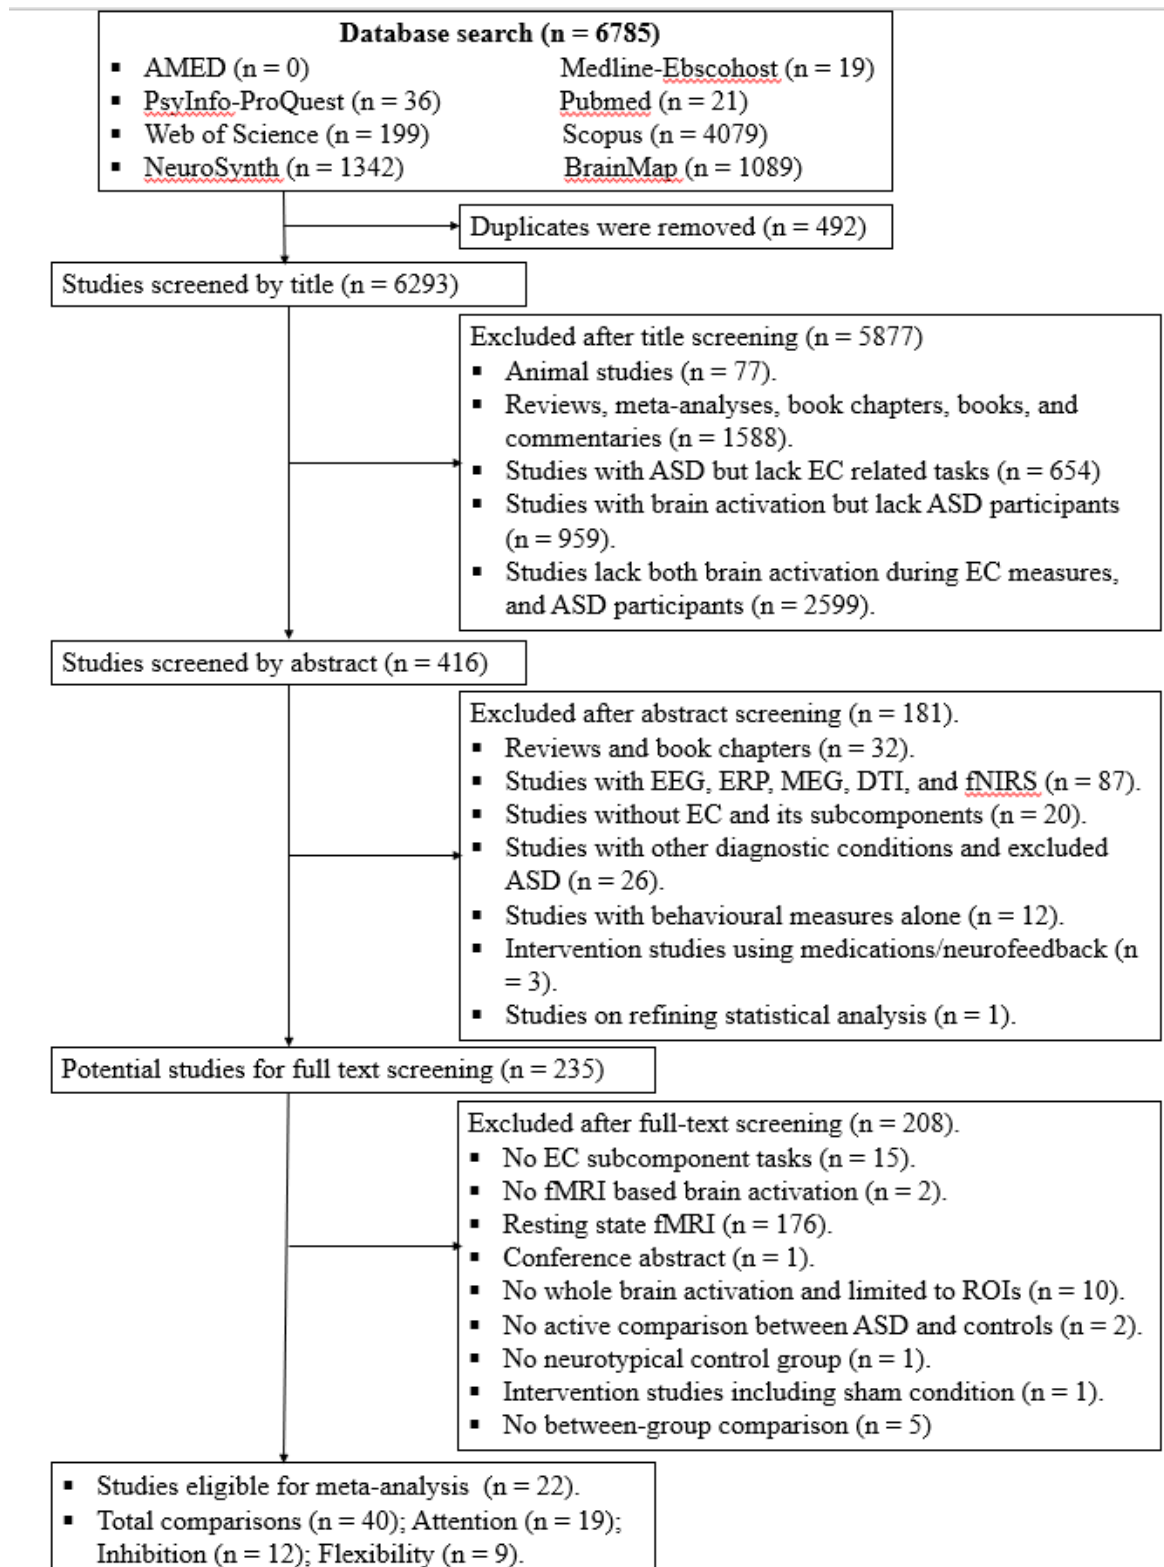 Database search (n = 6785)
▪ AMED (n = 0) Medline-Ebscohost (n = 19)
▪ PsyInfo-ProQuest (n = 36) Pubmed (n = 21)
▪ Web of Science (n = 199) Scopus (n = 4079)
▪ NeuroSynth (n = 1342) BrainMap (n = 1089)
Duplicates were removed (n = 492)
Studies screened by title (n = 6293)
Excluded after title screening (n = 5877)
▪ Animal studies (n = 77).
▪ Reviews, meta-analyses, book chapters, books, and
commentaries (n = 1588).
▪ Studies with ASD but lack EC related tasks (n = 654)
▪ Studies with brain activation but lack ASD participants
(n = 959).
▪ Studies lack both brain activation during EC measures,
and ASD participants (n = 2599).
Studies screened by abstract (n = 416)
Excluded after abstract screening (n = 181).
▪ Reviews and book chapters (n = 32).
▪ Studies with EEG, ERP, MEG, DTI, and fNIRS (n = 87).
▪ Studies without EC and its subcomponents (n = 20).
▪ Studies with other diagnostic conditions and excluded
ASD (n = 26).
▪ Studies with behavioural measures alone (n = 12).
▪ Intervention studies using medications/neurofeedback (n
= 3).
▪ Studies on refining statistical analysis (n = 1).
Potential studies for full text screening (n = 235)
Excluded after full-text screening (n = 208).
▪ No EC subcomponent tasks (n = 15).
▪ No fMRI based brain activation (n = 2).
▪ Resting state fMRI (n = 176).
▪ Conference abstract (n = 1).
▪ No whole brain activation and limited to ROIs (n = 10).
▪ No active comparison between ASD and controls (n = 2).
▪ No neurotypical control group (n = 1).
▪ Intervention studies including sham condition (n = 1).
▪ No between-group comparison (n = 5)
▪ Studies eligible for meta-analysis (n = 22).
▪ Total comparisons (n = 40); Attention (n = 19);
Inhibition (n = 12); Flexibility (n = 9).